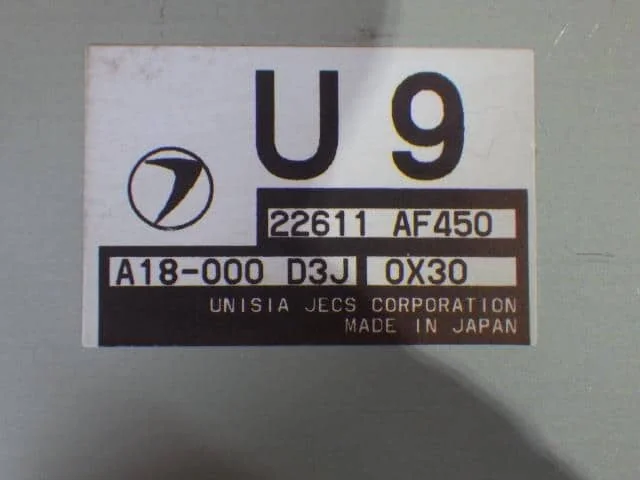 U 9
22611 AF450
A18-000 D3J 0X30
UNISIA JECS CORPORATION
MADE IN JAPAN